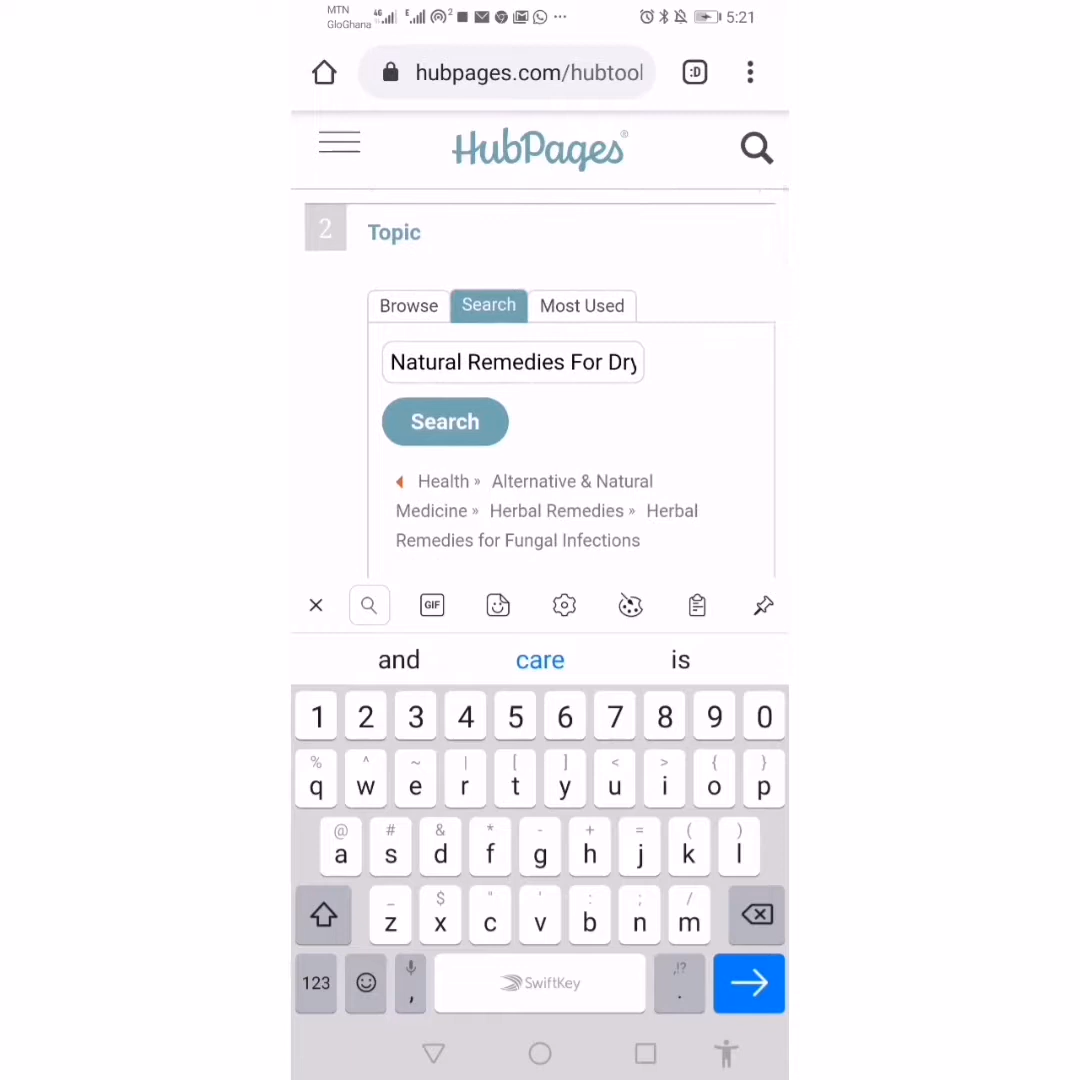 MTN
GloGhana
4G
E
2
5:21
hubpages.com/hubtool
:D
HubPages®
2 Topic
Browse Search Most Used
Natural Remedies For Dry
Search
Health » Alternative & Natural
Medicine » Herbal Remedies » Herbal
Remedies for Fungal Infections
GIF
and care is
1 2 3 4 5 6 7 8 9 0
% ^ ~ | [ ] < > { }
q w e r t y u i o p
@ # & * - + = ( )
a s d f g h j k l
_ $ " ' : ; /
z x c v b n m
123 , SwiftKey ,!? .